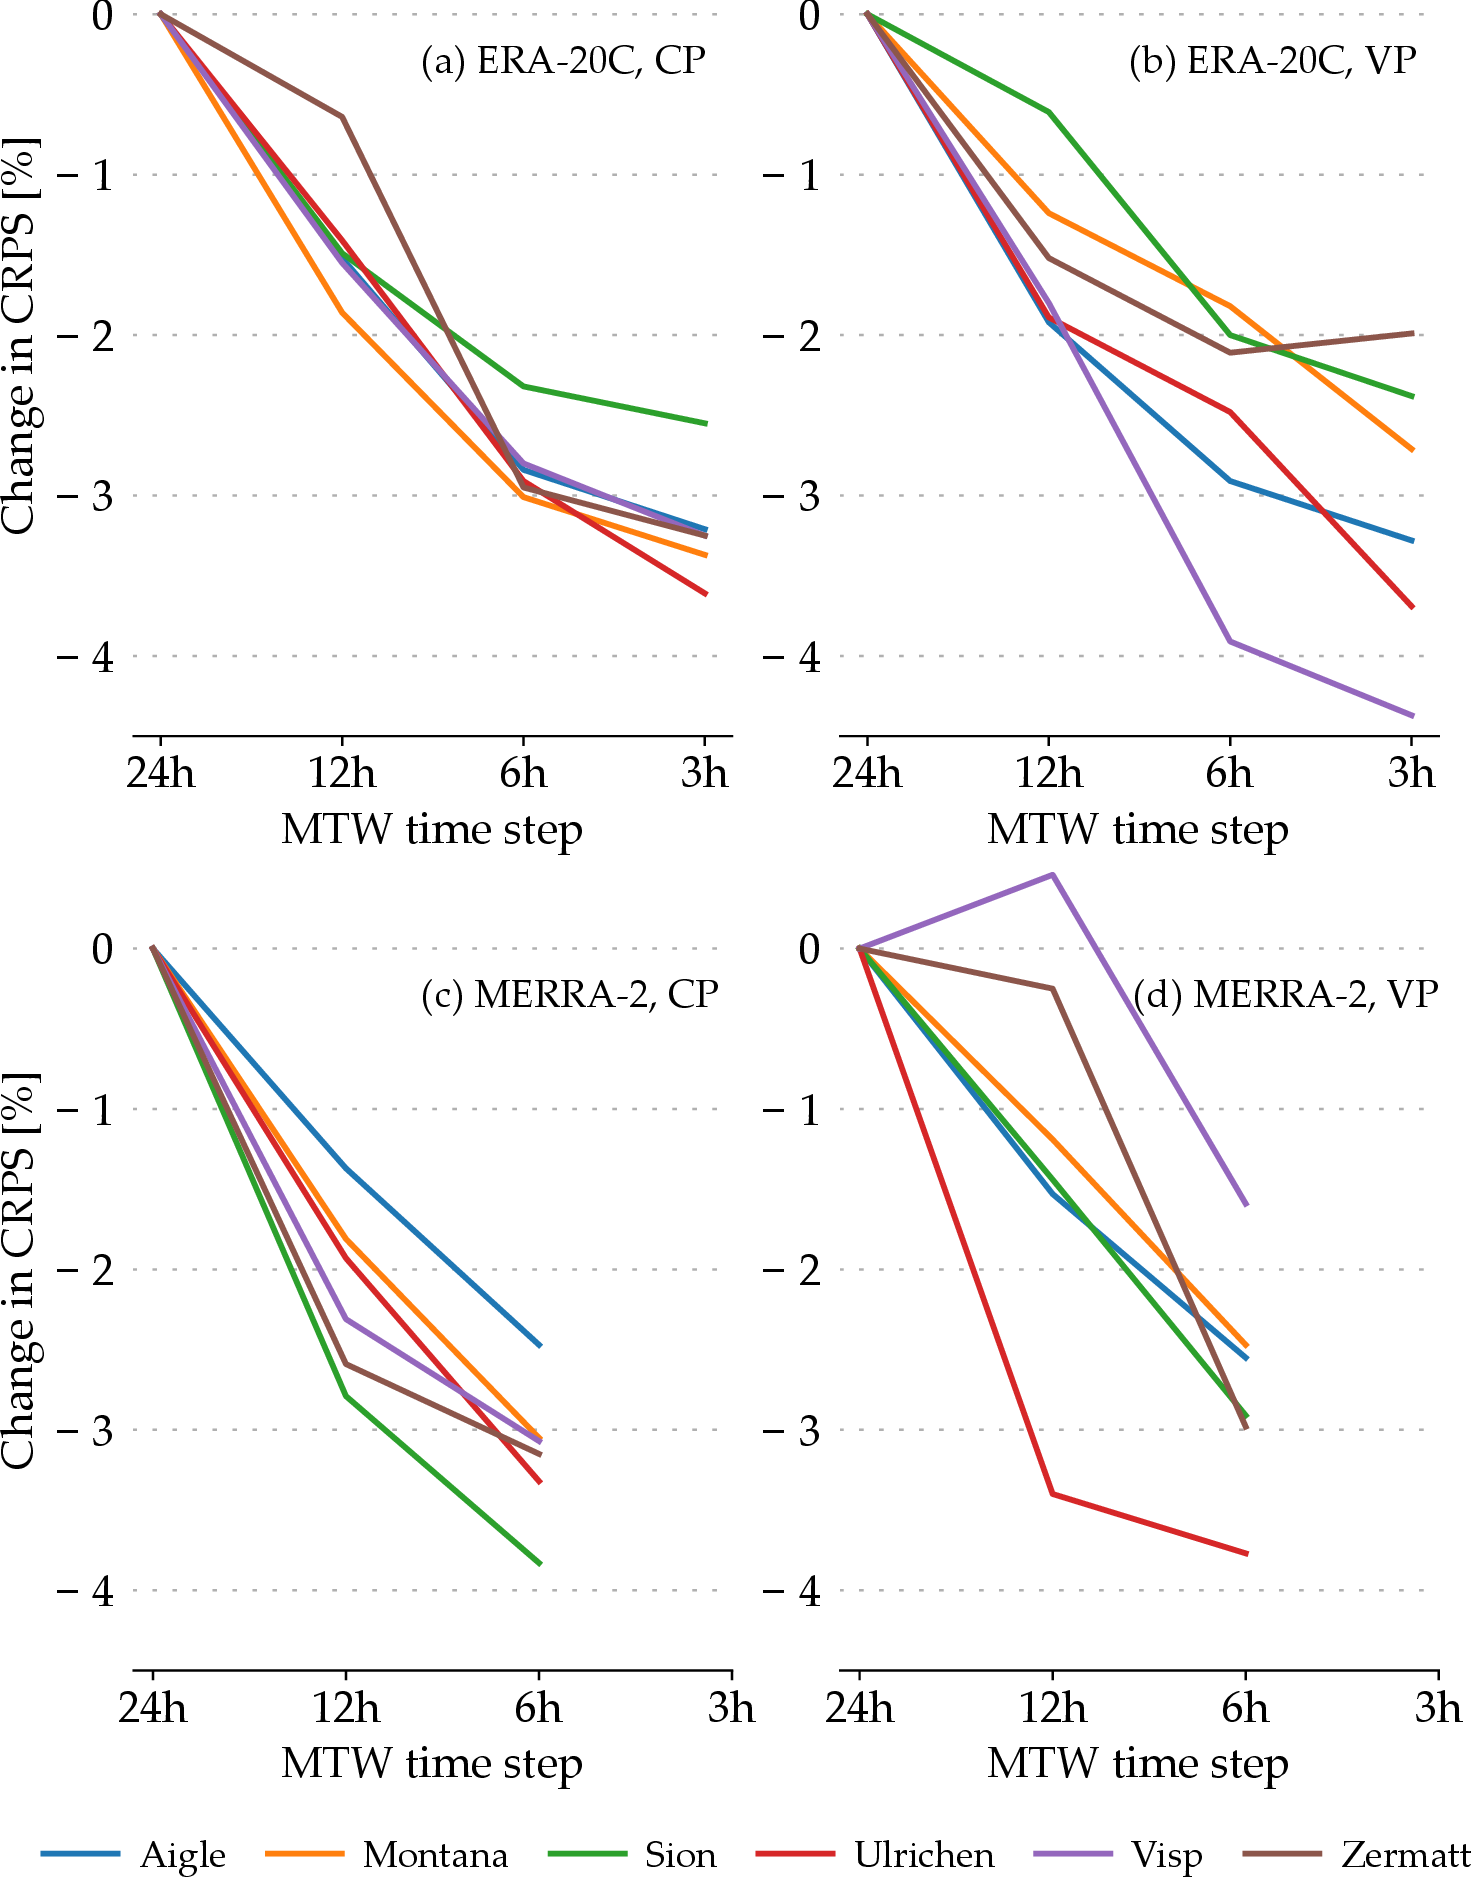 (a) ERA-20C, CP
Change in CRPS [%]
0
− 1
− 2
− 3
− 4
24h 12h 6h 3h
MTW time step
(b) ERA-20C, VP
0
− 1
− 2
− 3
− 4
24h 12h 6h 3h
MTW time step
(c) MERRA-2, CP
Change in CRPS [%]
0
− 1
− 2
− 3
− 4
24h 12h 6h 3h
MTW time step
(d) MERRA-2, VP
0
− 1
− 2
− 3
− 4
24h 12h 6h 3h
MTW time step
Aigle Montana Sion Ulrichen Visp Zermatt